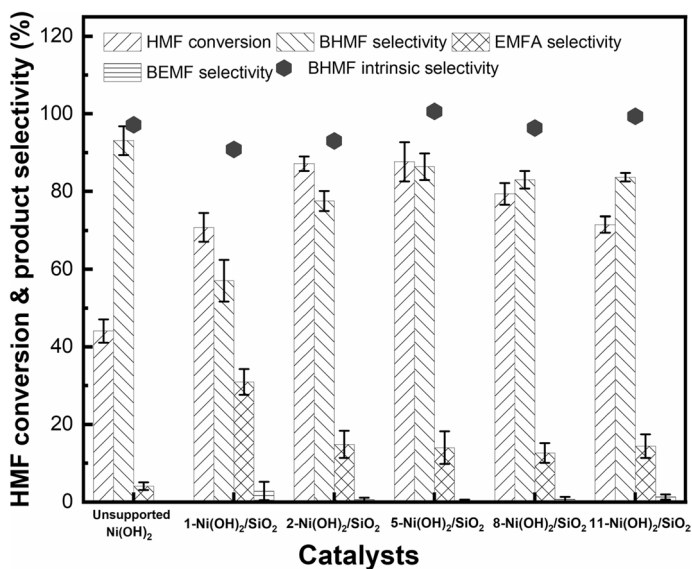 HMF conversion & product selectivity (%)
120
100
80
60
40
20
0
HMF conversion BHMF selectivity EMFA selectivity
BEMF selectivity BHMF intrinsic selectivity
Unsupported
Ni(OH)₂
1-Ni(OH)₂/SiO₂ 2-Ni(OH)₂/SiO₂ 5-Ni(OH)₂/SiO₂ 8-Ni(OH)₂/SiO₂ 11-Ni(OH)₂/SiO₂
Catalysts